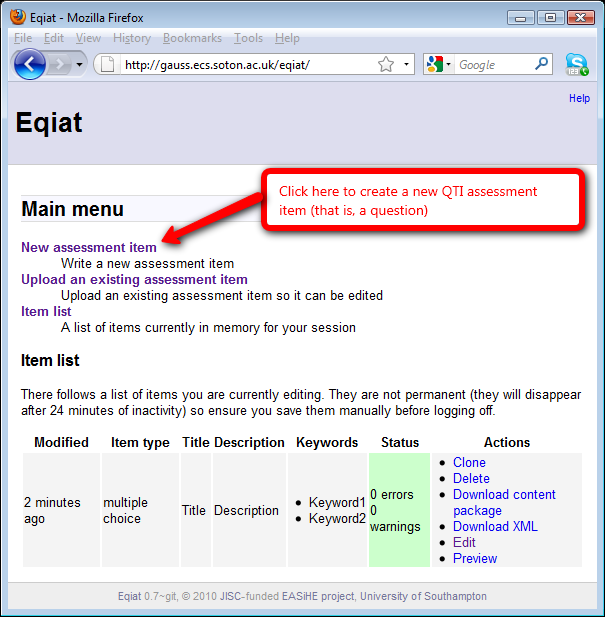 Eqiat - Mozilla Firefox
File Edit View History Bookmarks Tools Help
http://gauss.ecs.soton.ac.uk/eqiat/
Google
Help
Eqiat
Click here to create a new QTI assessment
item (that is, a question)
Main menu
New assessment item
Write a new assessment item
Upload an existing assessment item
Upload an existing assessment item so it can be edited
Item list
A list of items currently in memory for your session
Item list
There follows a list of items you are currently editing. They are not permanent (they will disappear
after 24 minutes of inactivity) so ensure you save them manually before logging off.
Modified Item type Title Description Keywords Status Actions
2 minutes
ago
multiple
choice
Title
Description
Keyword1
Keyword2
0 errors
0
warnings
Clone
Delete
Download content
package
Download XML
Edit
Preview
Eqiat 0.7~git, © 2010 JISC-funded EASiHE project, University of Southampton